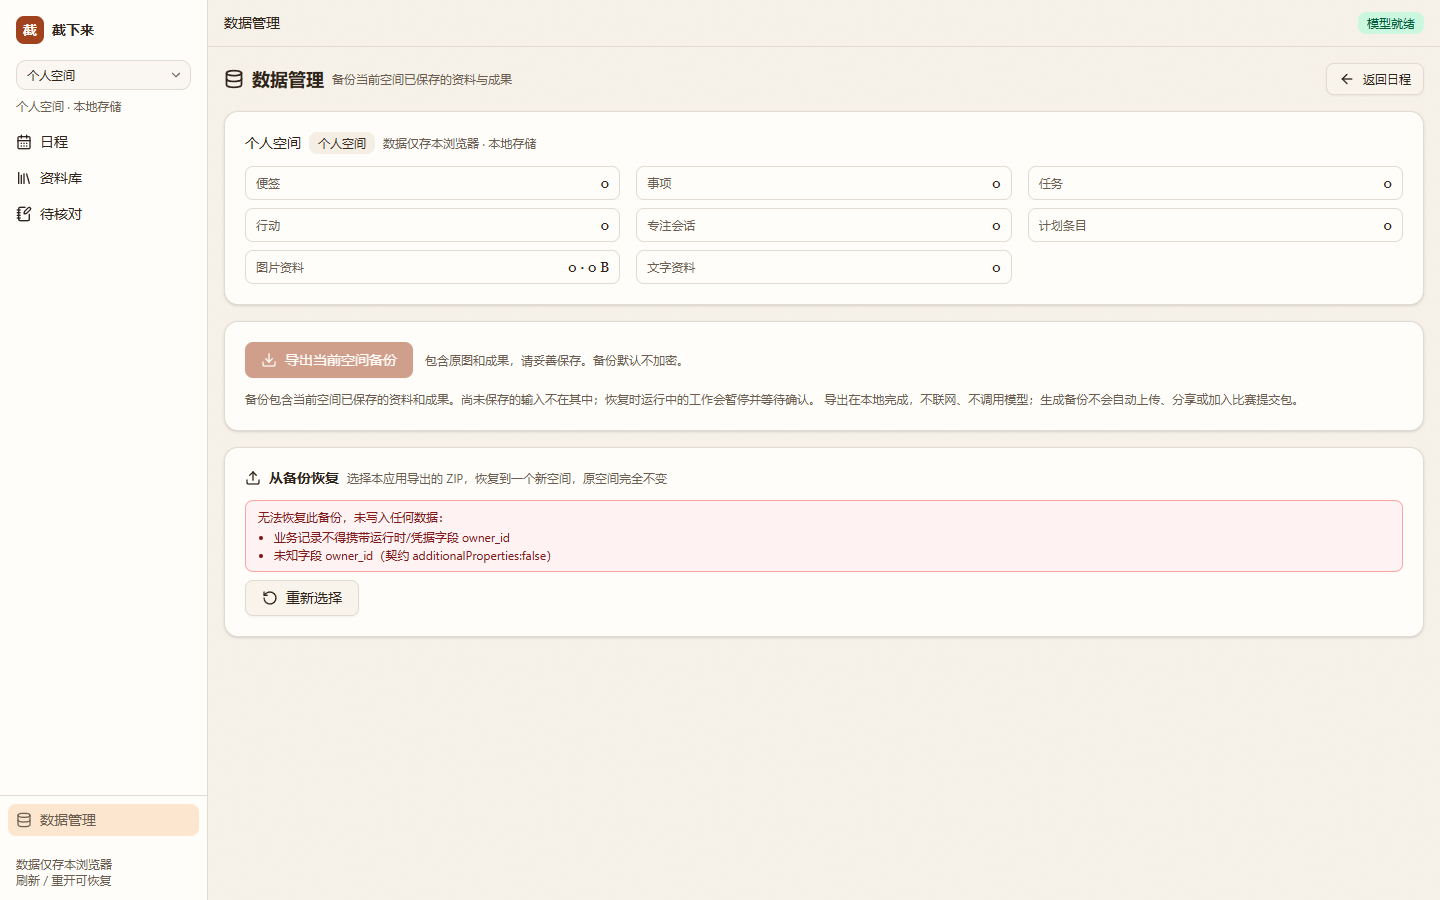 截 截下来
个人空间
个人空间 · 本地存储
日程
资料库
待核对
数据管理
数据仅存本浏览器
刷新 / 重开可恢复
数据管理
模型就绪
数据管理 备份当前空间已保存的资料与成果
返回日程
个人空间 个人空间 数据仅存本浏览器 · 本地存储
便签 0
事项 0
任务 0
行动 0
专注会话 0
计划条目 0
图片资料 0 · 0 B
文字资料 0
导出当前空间备份 包含原图和成果，请妥善保存。备份默认不加密。
备份包含当前空间已保存的资料和成果。尚未保存的输入不在其中；恢复时运行中的工作会暂停并等待确认。 导出在本地完成，不联网、不调用模型；生成备份不会自动上传、分享或加入比赛提交包。
从备份恢复 选择本应用导出的 ZIP，恢复到一个新空间，原空间完全不变
无法恢复此备份，未写入任何数据：
• 业务记录不得携带运行时/凭据字段 owner_id
• 未知字段 owner_id（契约 additionalProperties:false）
重新选择